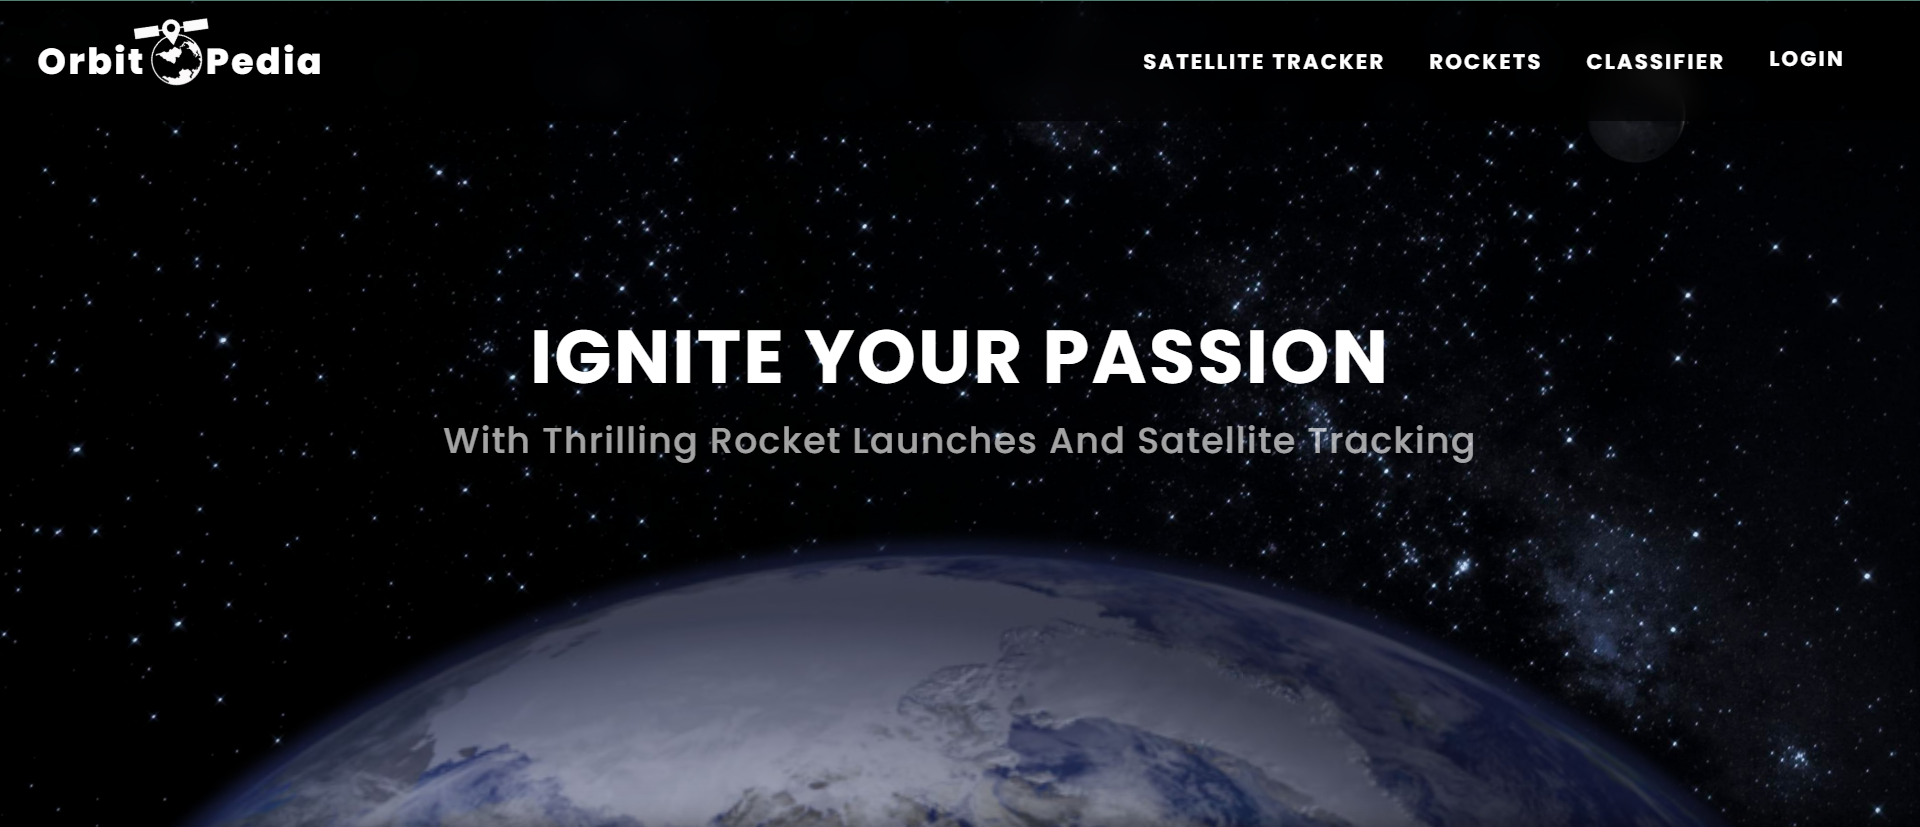 Orbit Pedia
SATELLITE TRACKER ROCKETS CLASSIFIER LOGIN
IGNITE YOUR PASSION
With Thrilling Rocket Launches And Satellite Tracking